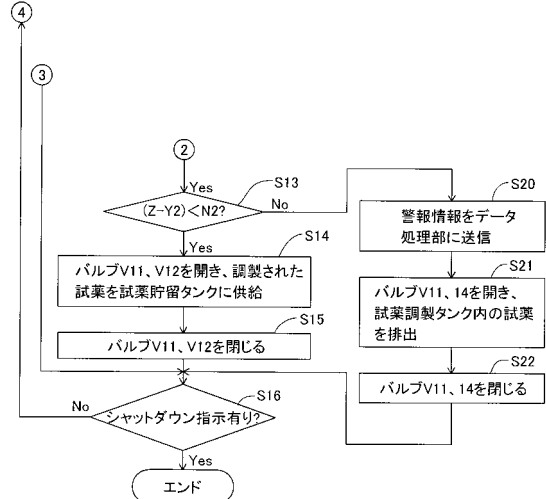 ④
③
②
Yes
S13
(Z-Y2)<N2?
No
Yes
S14
バルブV11、V12を開き、調製された
試薬を試薬貯留タンクに供給
S15
バルブV11、V12を閉じる
S16
No
シャットダウン指示有り?
Yes
エンド
S20
警報情報をデータ
処理部に送信
S21
バルブV11、14を開き、
試薬調製タンク内の試薬
を排出
S22
バルブV11、14を閉じる